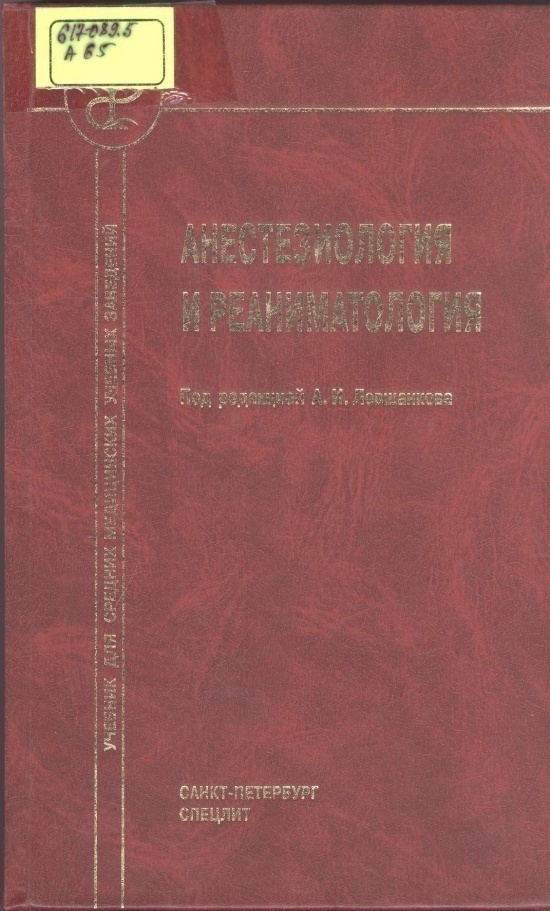 617-089.5
А 65
АНЕСТЕЗИОЛОГИЯ
И РЕАНИМАТОЛОГИЯ
Под редакцией А. И. Левшанкова
УЧЕБНИК ДЛЯ СРЕДНИХ МЕДИЦИНСКИХ УЧЕБНЫХ ЗАВЕДЕНИЙ
САНКТ-ПЕТЕРБУРГ
СПЕЦЛИТ